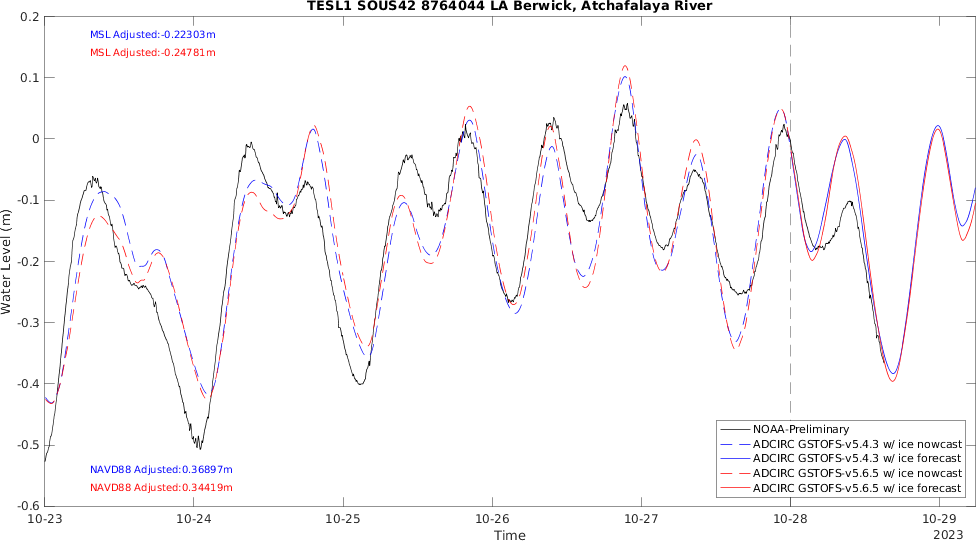 TESL1 SOUS42 8764044 LA Berwick, Atchafalaya River
0.2
MSL Adjusted:-0.22303m
MSL Adjusted:-0.24781m
0.1
0
-0.1
Water Level (m)
-0.2
-0.3
-0.4
NOAA-Preliminary
-0.5
ADCIRC GSTOFS-v5.4.3 w/ ice nowcast
ADCIRC GSTOFS-v5.4.3 w/ ice forecast
NAVD88 Adjusted:0.36897m
ADCIRC GSTOFS-v5.6.5 w/ ice nowcast
NAVD88 Adjusted:0.34419m
ADCIRC GSTOFS-v5.6.5 w/ ice forecast
-0.6
10-23 10-24 10-25 10-26 10-27 10-28 10-29
Time
2023